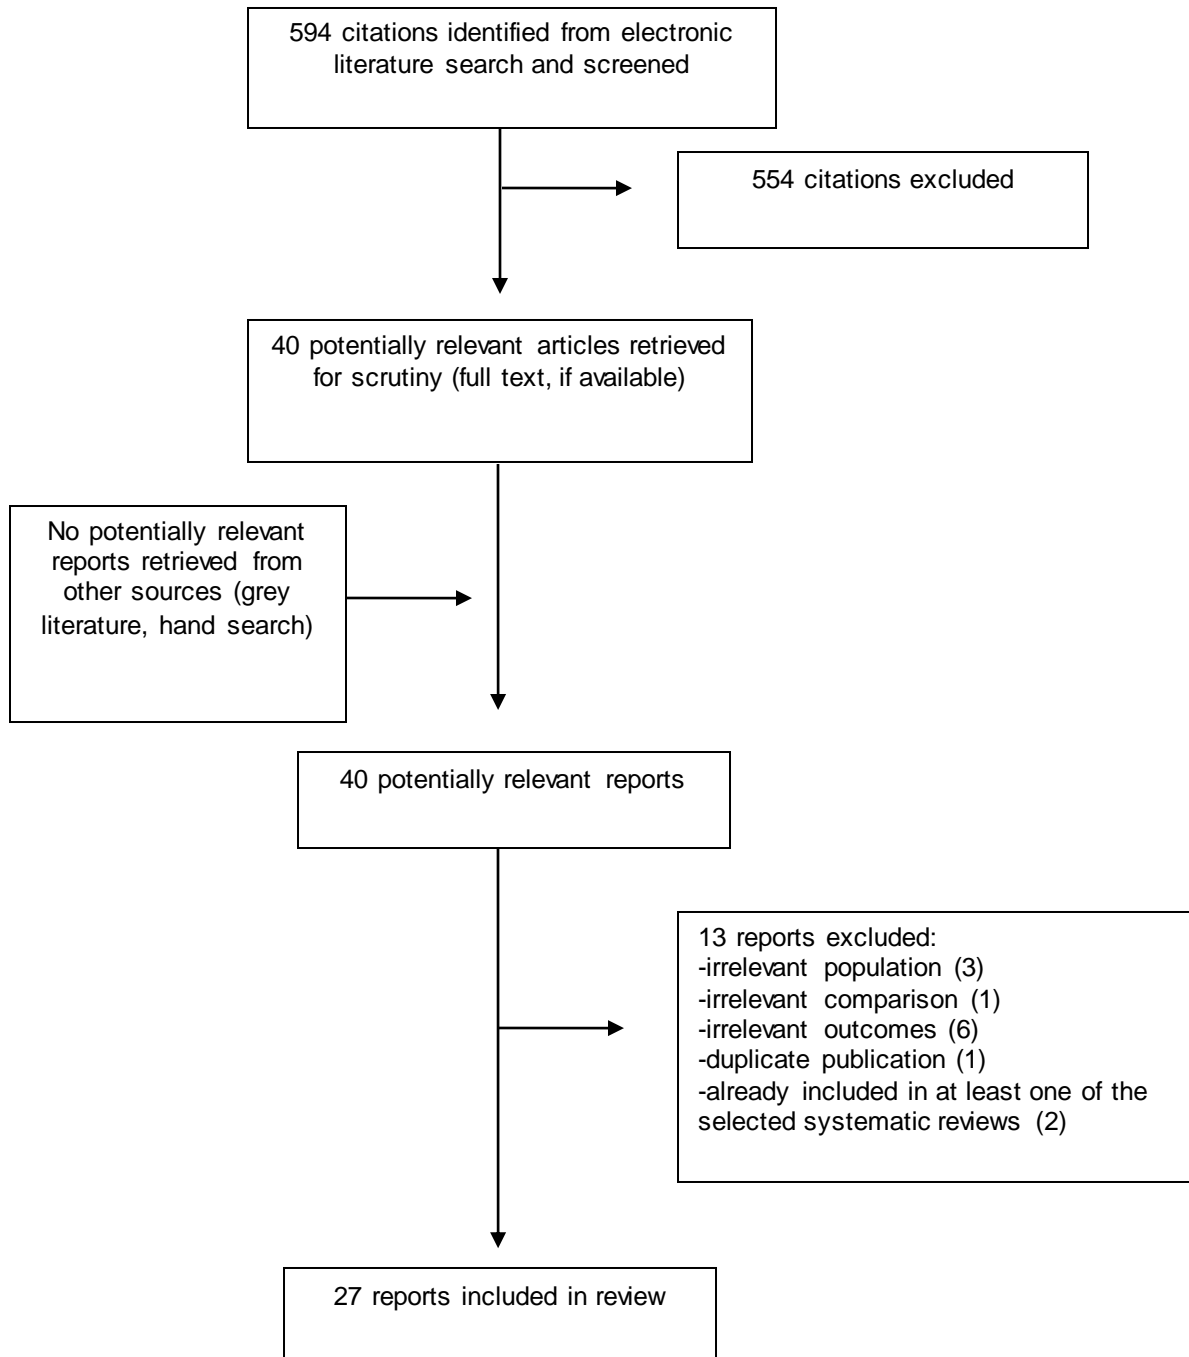 594 citations identified from electronic
literature search and screened
554 citations excluded
40 potentially relevant articles retrieved
for scrutiny (full text, if available)
No potentially relevant
reports retrieved from
other sources (grey
literature, hand search)
40 potentially relevant reports
13 reports excluded:
-irrelevant population (3)
-irrelevant comparison (1)
-irrelevant outcomes (6)
-duplicate publication (1)
-already included in at least one of the
selected systematic reviews (2)
27 reports included in review